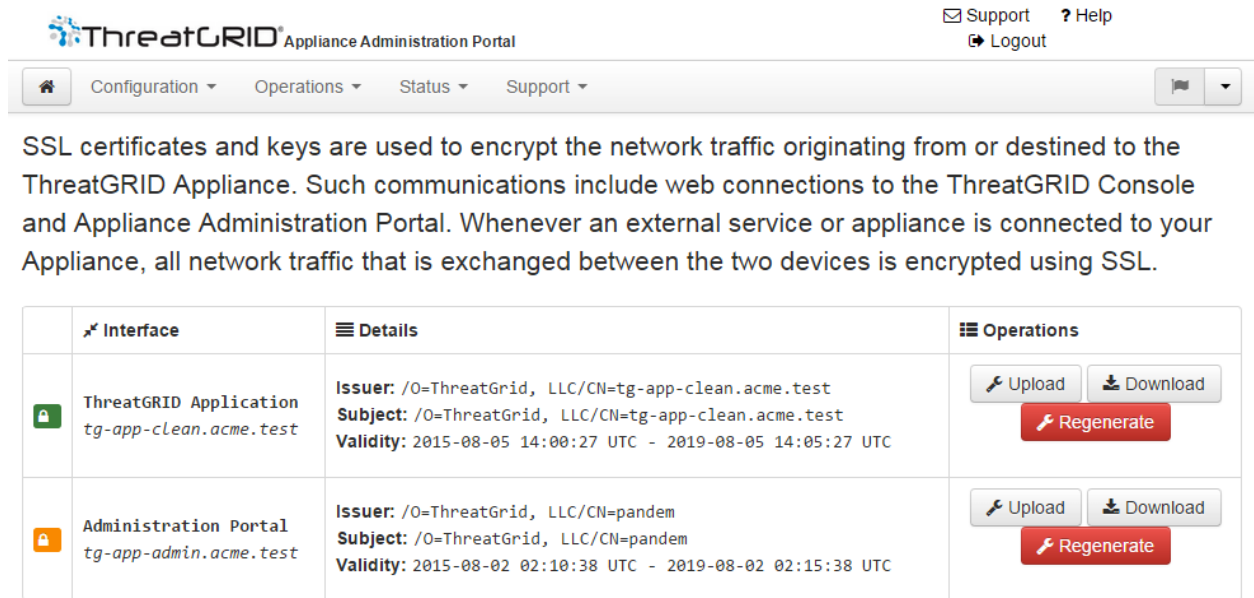 Support ? Help
ThreatGRID Appliance Administration Portal
Logout
Configuration Operations Status Support
SSL certificates and keys are used to encrypt the network traffic originating from or destined to the
ThreatGRID Appliance. Such communications include web connections to the ThreatGRID Console
and Appliance Administration Portal. Whenever an external service or appliance is connected to your
Appliance, all network traffic that is exchanged between the two devices is encrypted using SSL.
Interface Details Operations
ThreatGRID Application
tg-app-clean.acme.test
Issuer: /O=ThreatGrid, LLC/CN=tg-app-clean.acme.test
Subject: /O=ThreatGrid, LLC/CN=tg-app-clean.acme.test
Validity: 2015-08-05 14:00:27 UTC - 2019-08-05 14:05:27 UTC
Upload Download
Regenerate
Administration Portal
tg-app-admin.acme.test
Issuer: /O=ThreatGrid, LLC/CN=pandem
Subject: /O=ThreatGrid, LLC/CN=pandem
Validity: 2015-08-02 02:10:38 UTC - 2019-08-02 02:15:38 UTC
Upload Download
Regenerate